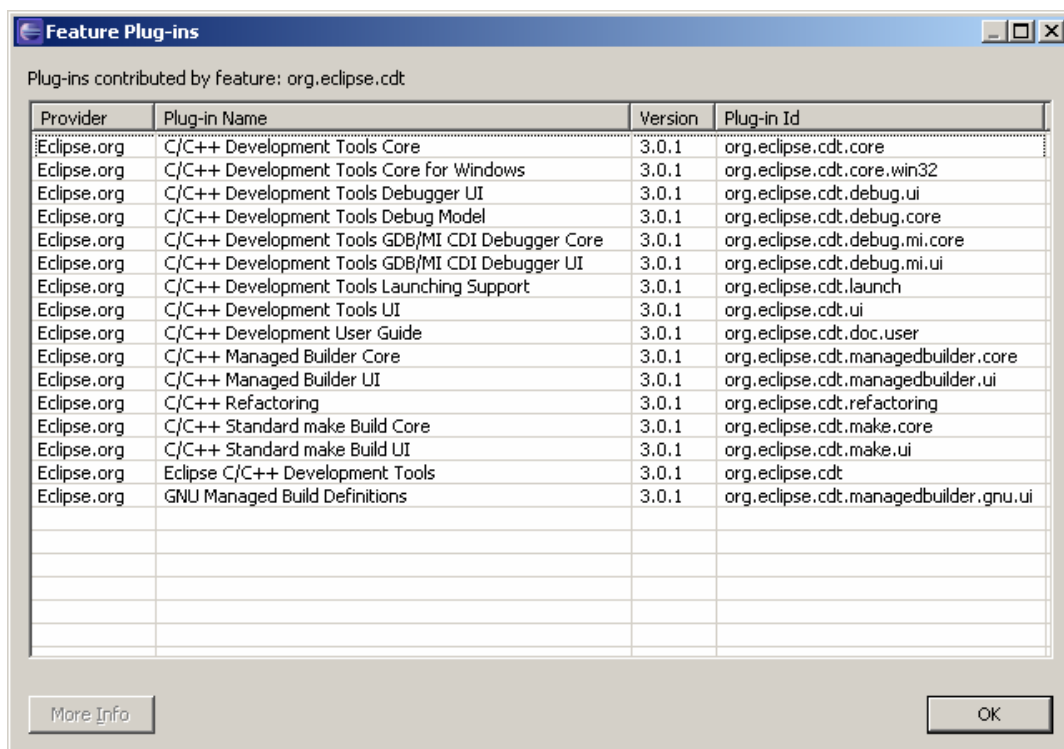 Feature Plug-ins
Plug-ins contributed by feature: org.eclipse.cdt
Provider Plug-in Name Version Plug-in Id
Eclipse.org C/C++ Development Tools Core 3.0.1 org.eclipse.cdt.core
Eclipse.org C/C++ Development Tools Core for Windows 3.0.1 org.eclipse.cdt.core.win32
Eclipse.org C/C++ Development Tools Debugger UI 3.0.1 org.eclipse.cdt.debug.ui
Eclipse.org C/C++ Development Tools Debug Model 3.0.1 org.eclipse.cdt.debug.core
Eclipse.org C/C++ Development Tools GDB/MI CDI Debugger Core 3.0.1 org.eclipse.cdt.debug.mi.core
Eclipse.org C/C++ Development Tools GDB/MI CDI Debugger UI 3.0.1 org.eclipse.cdt.debug.mi.ui
Eclipse.org C/C++ Development Tools Launching Support 3.0.1 org.eclipse.cdt.launch
Eclipse.org C/C++ Development Tools UI 3.0.1 org.eclipse.cdt.ui
Eclipse.org C/C++ Development User Guide 3.0.1 org.eclipse.cdt.doc.user
Eclipse.org C/C++ Managed Builder Core 3.0.1 org.eclipse.cdt.managedbuilder.core
Eclipse.org C/C++ Managed Builder UI 3.0.1 org.eclipse.cdt.managedbuilder.ui
Eclipse.org C/C++ Refactoring 3.0.1 org.eclipse.cdt.refactoring
Eclipse.org C/C++ Standard make Build Core 3.0.1 org.eclipse.cdt.make.core
Eclipse.org C/C++ Standard make Build UI 3.0.1 org.eclipse.cdt.make.ui
Eclipse.org Eclipse C/C++ Development Tools 3.0.1 org.eclipse.cdt
Eclipse.org GNU Managed Build Definitions 3.0.1 org.eclipse.cdt.managedbuilder.gnu.ui
More Info OK